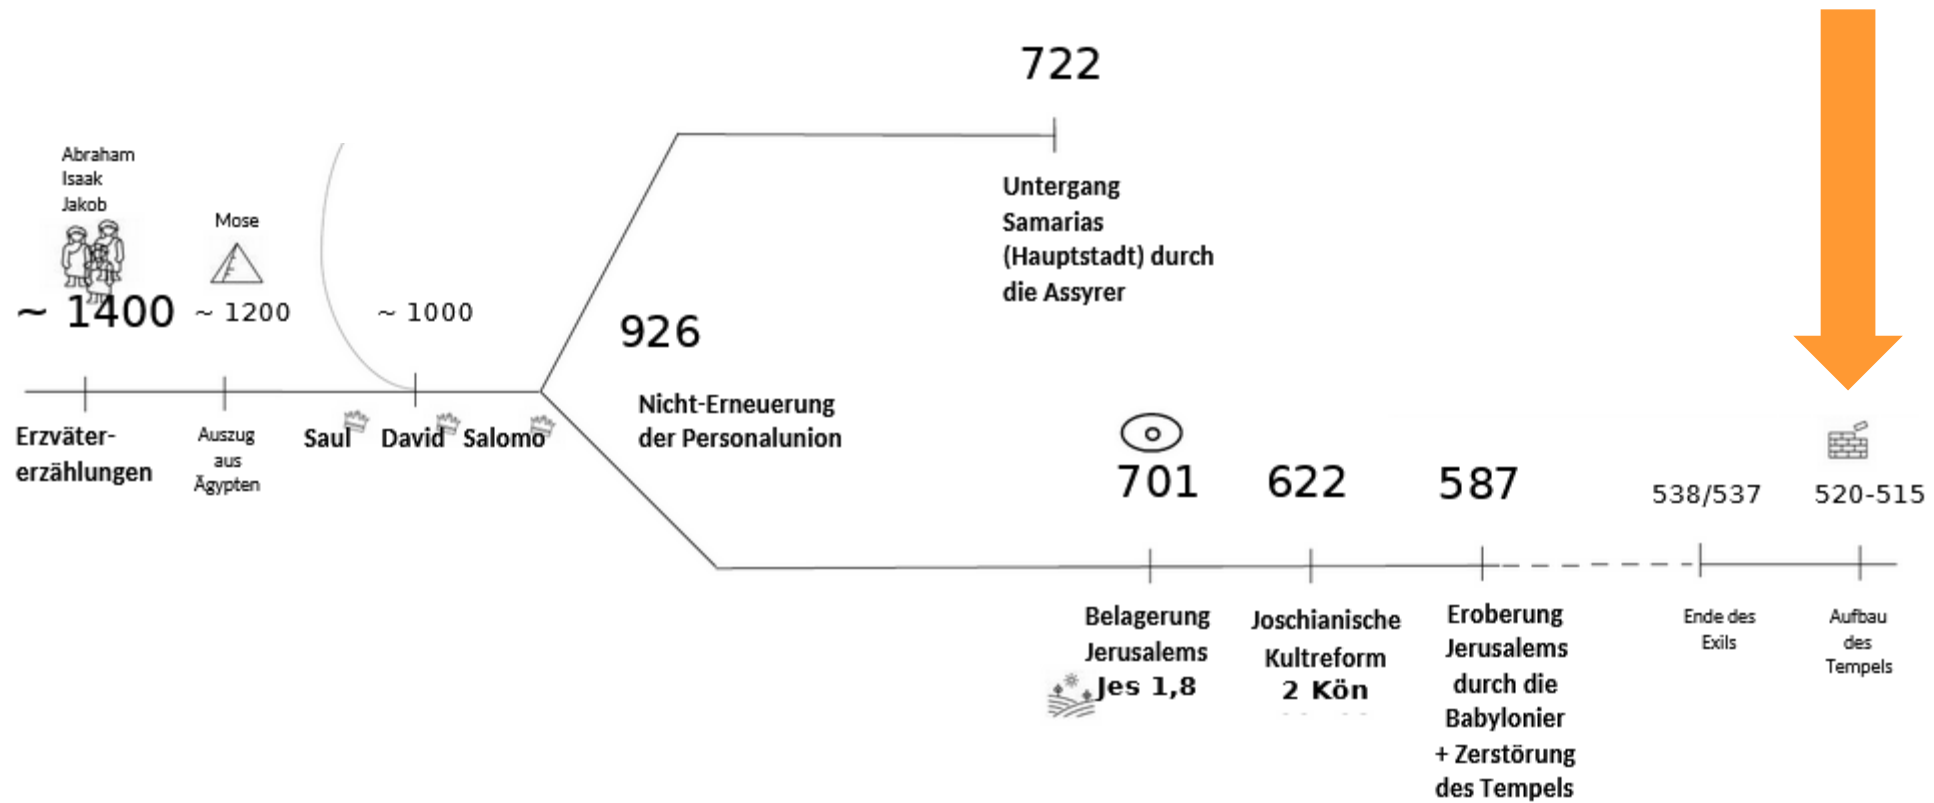 722
Untergang
Samarias
(Hauptstadt) durch
die Assyrer
Abraham
Isaak
Jakob
Mose
~ 1400
~ 1200
~ 1000
926
Erzväter-
erzählungen
Auszug
aus
Ägypten
Saul
David
Salomo
Nicht-Erneuerung
der Personalunion
701
622
587
538/537
520-515
Belagerung
Jerusalems
Jes 1,8
Joschianische
Kultreform
2 Kön
Eroberung
Jerusalems
durch die
Babylonier
+ Zerstörung
des Tempels
Ende des
Exils
Aufbau
des
Tempels